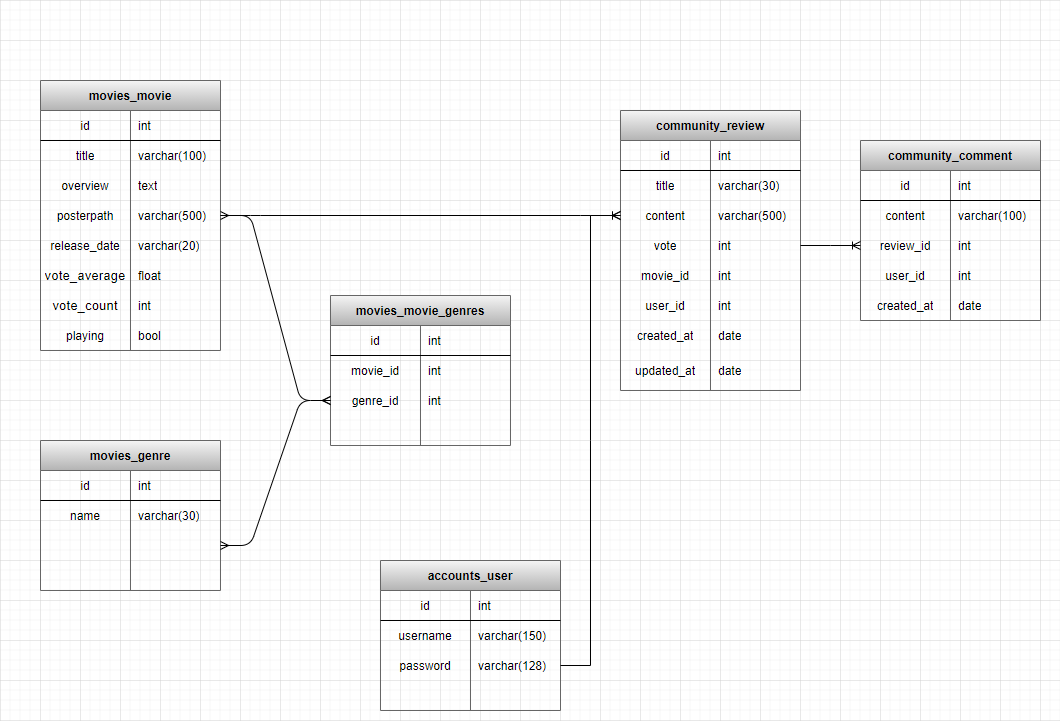 movies_movie
id int
title varchar(100)
overview text
posterpath varchar(500)
release_date varchar(20)
vote_average float
vote_count int
playing bool
movies_genre
id int
name varchar(30)
movies_movie_genres
id int
movie_id int
genre_id int
accounts_user
id int
username varchar(150)
password varchar(128)
community_review
id int
title varchar(30)
content varchar(500)
vote int
movie_id int
user_id int
created_at date
updated_at date
community_comment
id int
content varchar(100)
review_id int
user_id int
created_at date